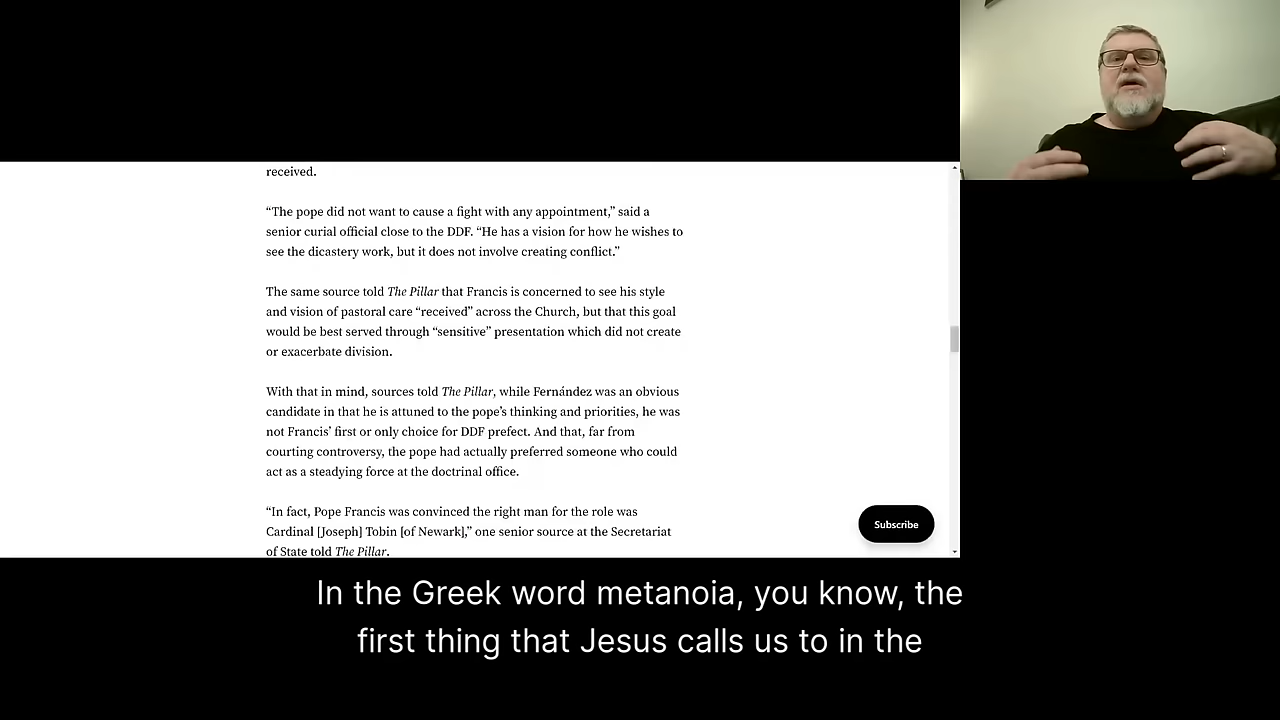 received.
“The pope did not want to cause a fight with any appointment,” said a
senior curial official close to the DDF. “He has a vision for how he wishes to
see the dicastery work, but it does not involve creating conflict.”
The same source told The Pillar that Francis is concerned to see his style
and vision of pastoral care “received” across the Church, but that this goal
would be best served through “sensitive” presentation which did not create
or exacerbate division.
With that in mind, sources told The Pillar, while Fernández was an obvious
candidate in that he is attuned to the pope’s thinking and priorities, he was
not Francis’ first or only choice for DDF prefect. And that, far from
courting controversy, the pope had actually preferred someone who could
act as a steadying force at the doctrinal office.
“In fact, Pope Francis was convinced the right man for the role was
Cardinal [Joseph] Tobin [of Newark],” one senior source at the Secretariat
of State told The Pillar.
Subscribe
In the Greek word metanoia, you know, the
first thing that Jesus calls us to in the